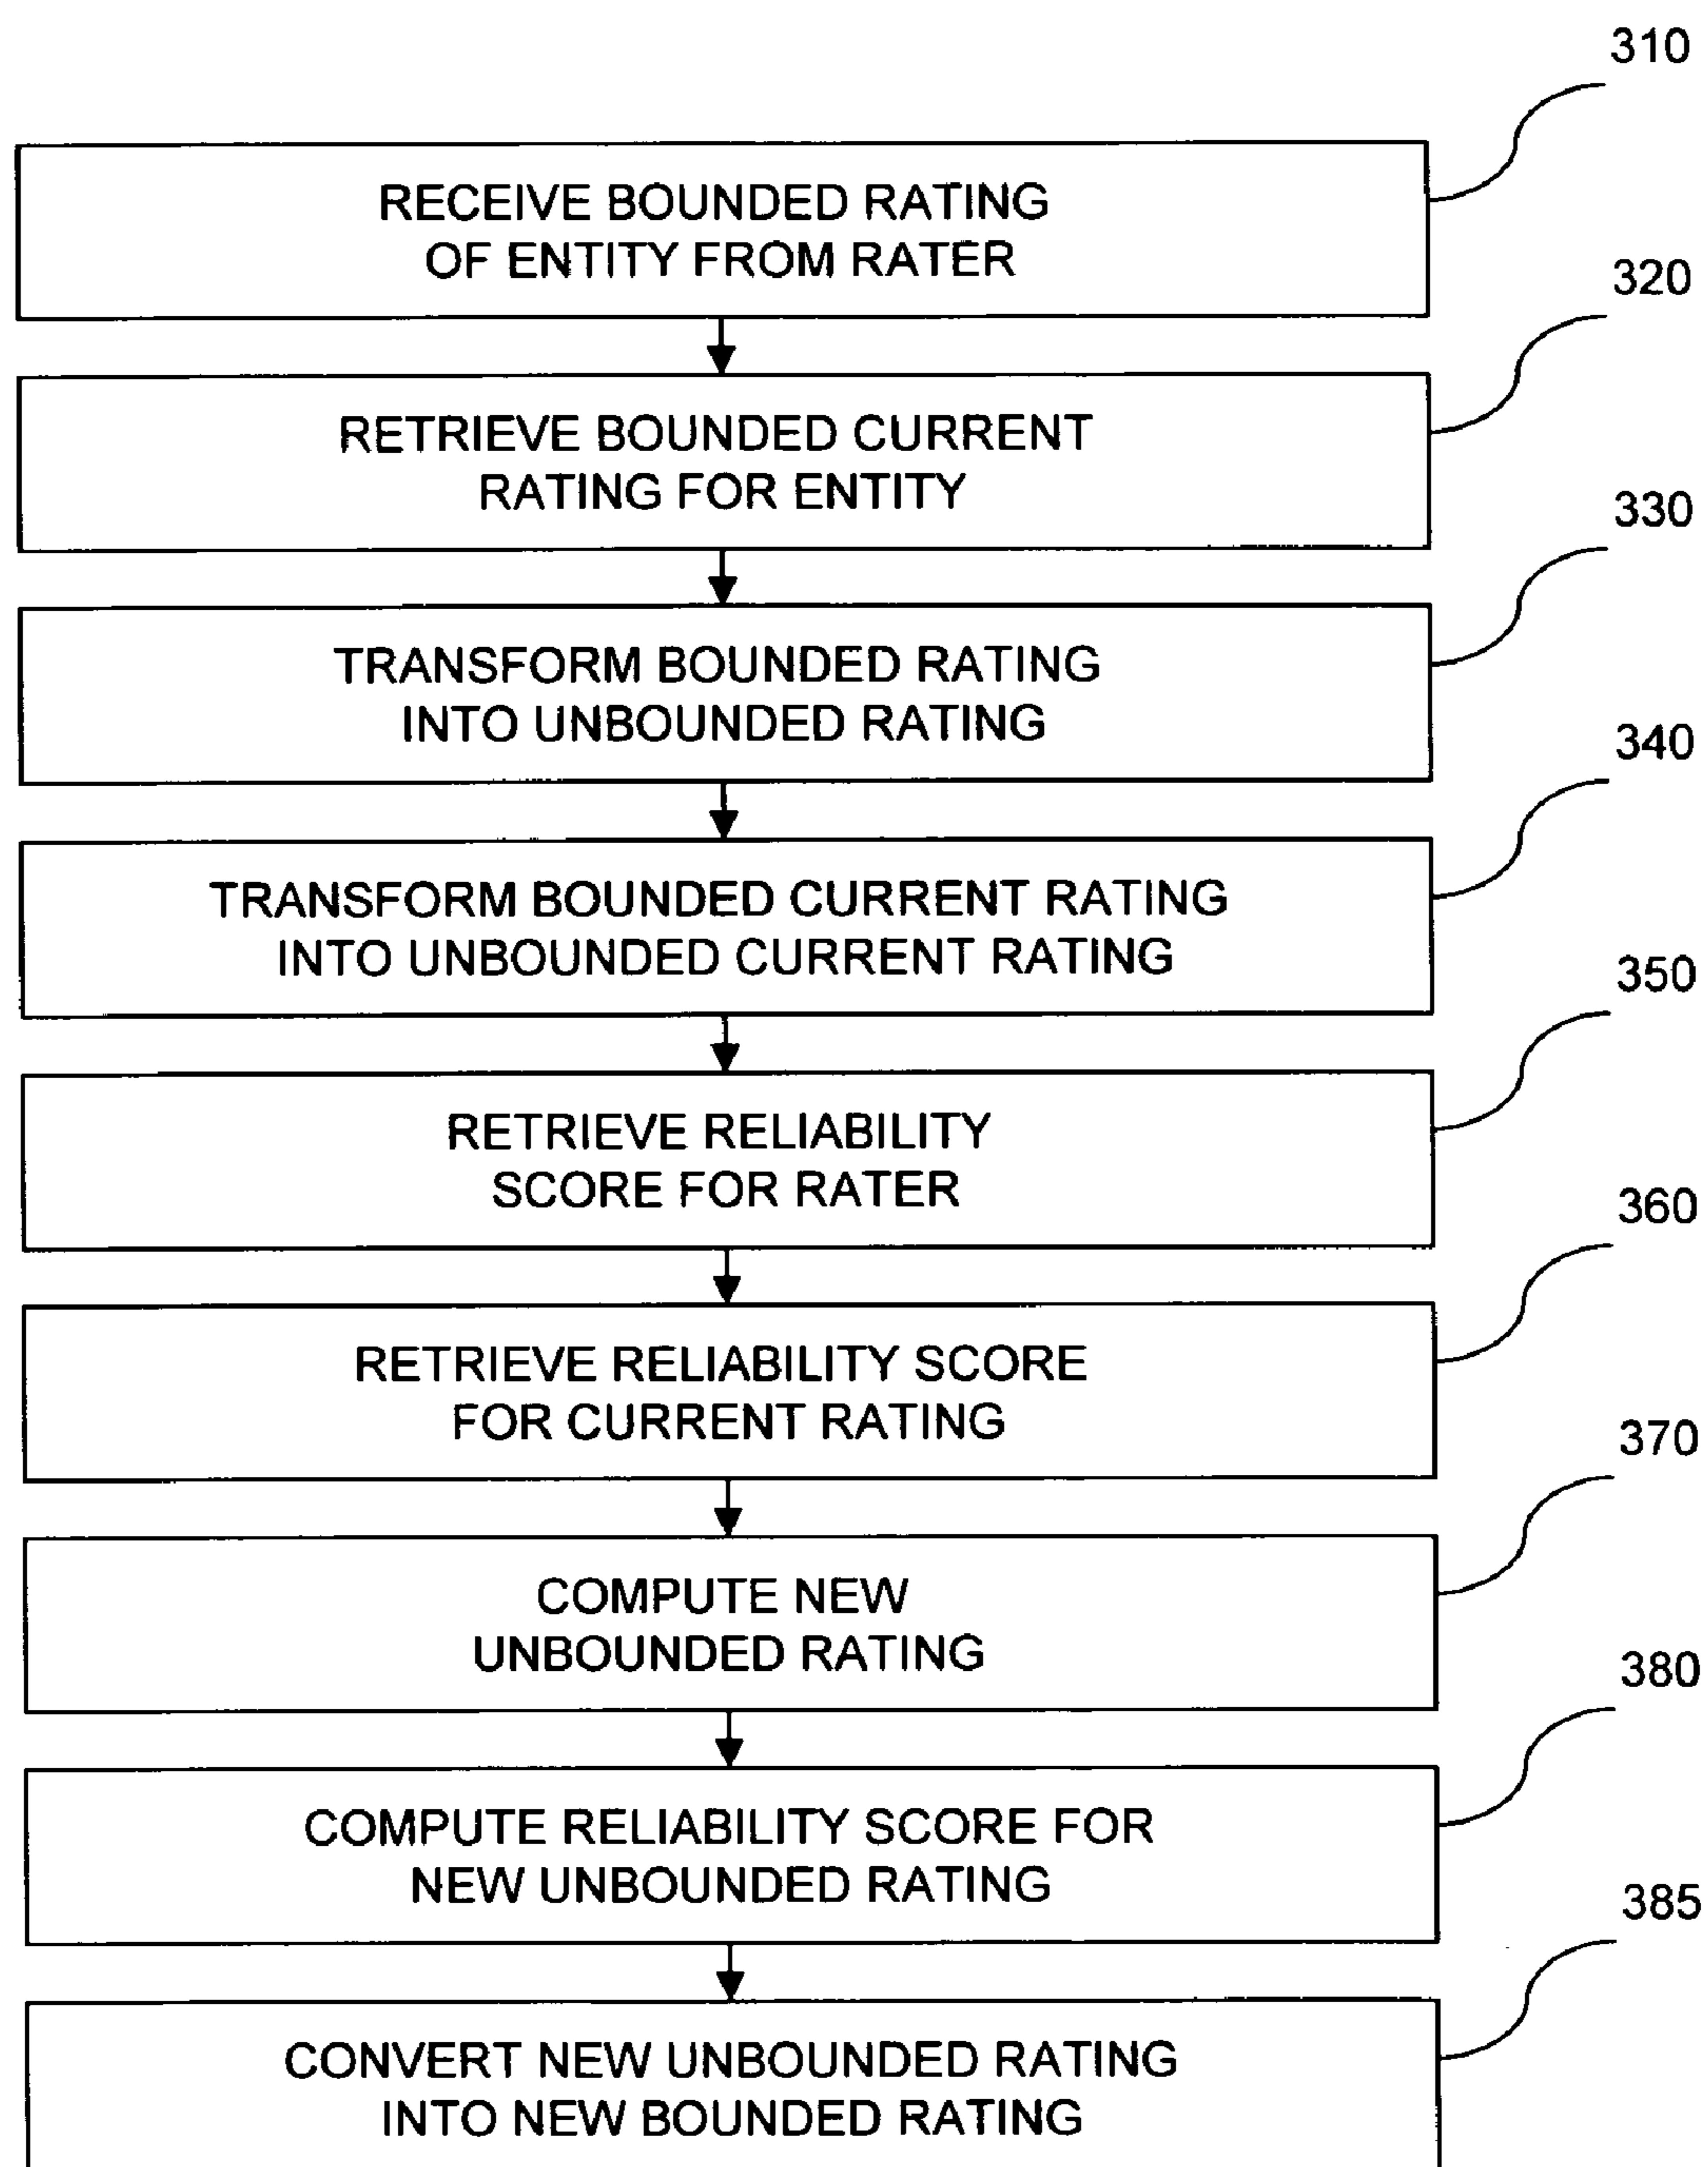 310
RECEIVE BOUNDED RATING
OF ENTITY FROM RATER
320
RETRIEVE BOUNDED CURRENT
RATING FOR ENTITY
330
TRANSFORM BOUNDED RATING
INTO UNBOUNDED RATING
340
TRANSFORM BOUNDED CURRENT RATING
INTO UNBOUNDED CURRENT RATING
350
RETRIEVE RELIABILITY
SCORE FOR RATER
360
RETRIEVE RELIABILITY SCORE
FOR CURRENT RATING
370
COMPUTE NEW
UNBOUNDED RATING
380
COMPUTE RELIABILITY SCORE FOR
NEW UNBOUNDED RATING
385
CONVERT NEW UNBOUNDED RATING
INTO NEW BOUNDED RATING